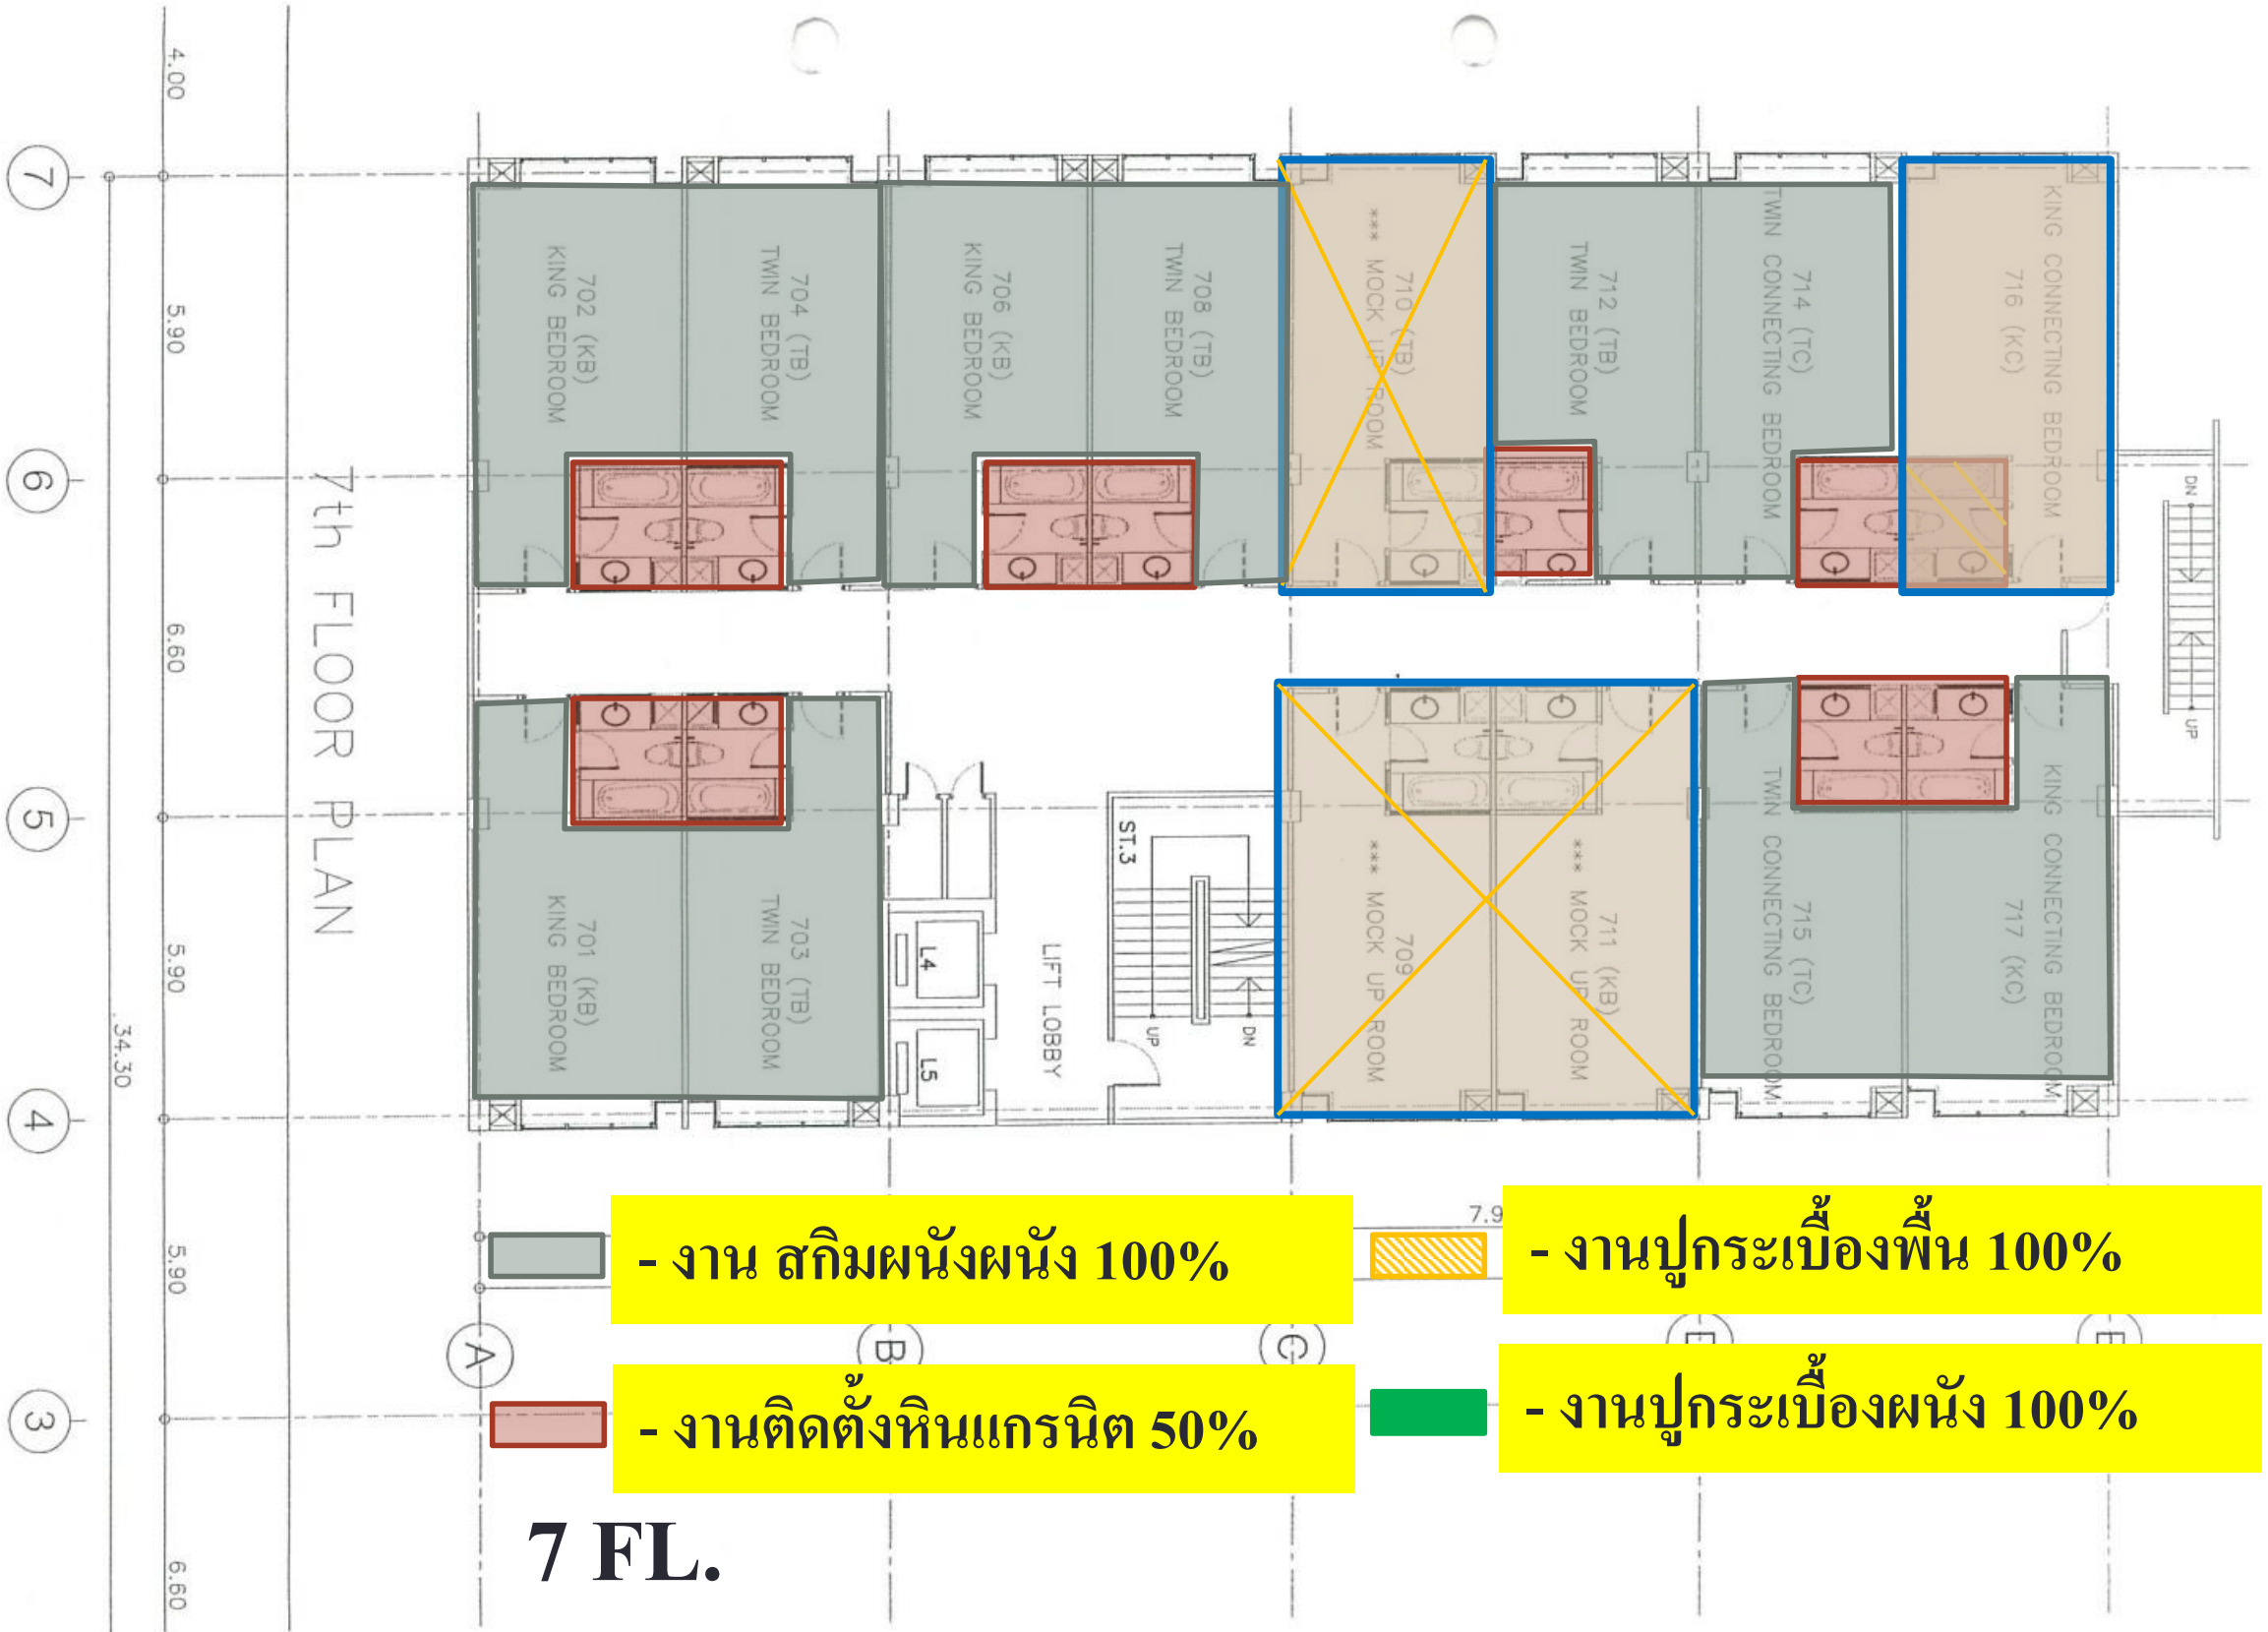 4.00
5.90
6.60
5.90
5.90
6.60
34.30
7
6
5
4
3
7th FLOOR PLAN
702 (KB)
KING BEDROOM
704 (TB)
TWIN BEDROOM
706 (KB)
KING BEDROOM
708 (TB)
TWIN BEDROOM
710 (TB)
*** MOCK UP ROOM
712 (TB)
TWIN BEDROOM
714 (TC)
TWIN CONNECTING BEDROOM
716 (KC)
KING CONNECTING BEDROOM
DN
UP
701 (KB)
KING BEDROOM
703 (TB)
TWIN BEDROOM
L4
L5
LIFT LOBBY
ST.3
UP
DN
709
*** MOCK UP ROOM
711 (KB)
*** MOCK UP ROOM
715 (TC)
TWIN CONNECTING BEDROOM
717 (KC)
KING CONNECTING BEDROOM
7.9
- งาน สกิมผนังผนัง 100%
- งานปูกระเบื้องพื้น 100%
A
B
C
- งานติดตั้งหินแกรนิต 50%
- งานปูกระเบื้องผนัง 100%
7 FL.